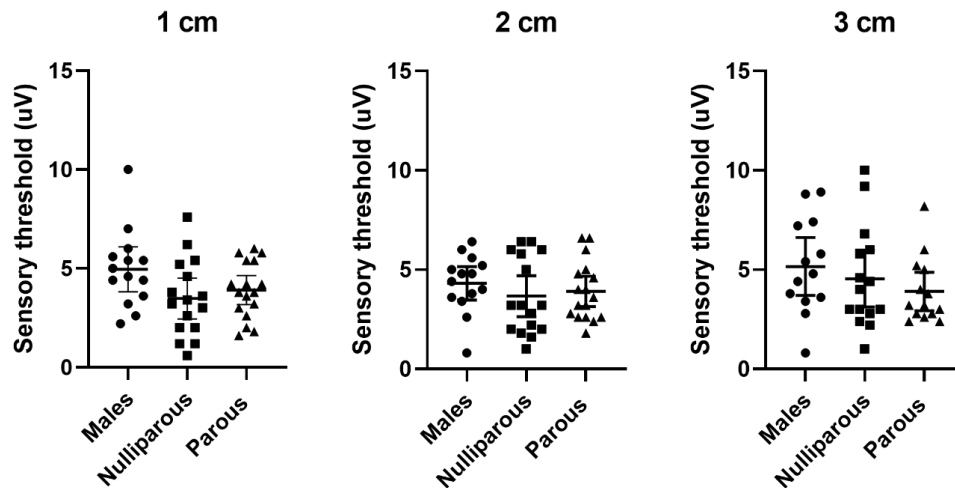 1 cm
Sensory threshold (uV)
15
10
5
0
Males
Nulliparous
Parous
2 cm
Sensory threshold (uV)
15
10
5
0
Males
Nulliparous
Parous
3 cm
Sensory threshold (uV)
15
10
5
0
Males
Nulliparous
Parous